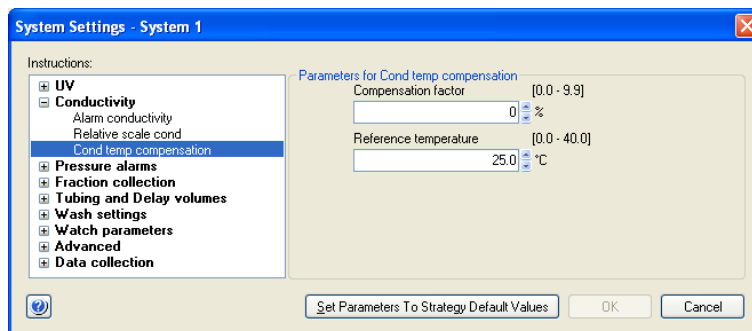 System Settings - System 1
Instructions:
UV
Conductivity
Alarm conductivity
Relative scale cond
Cond temp compensation
Pressure alarms
Fraction collection
Tubing and Delay volumes
Wash settings
Watch parameters
Advanced
Data collection
Parameters for Cond temp compensation
Compensation factor [0.0 - 9.9]
0 %
Reference temperature [0.0 - 40.0]
25.0 °C
Set Parameters To Strategy Default Values OK Cancel